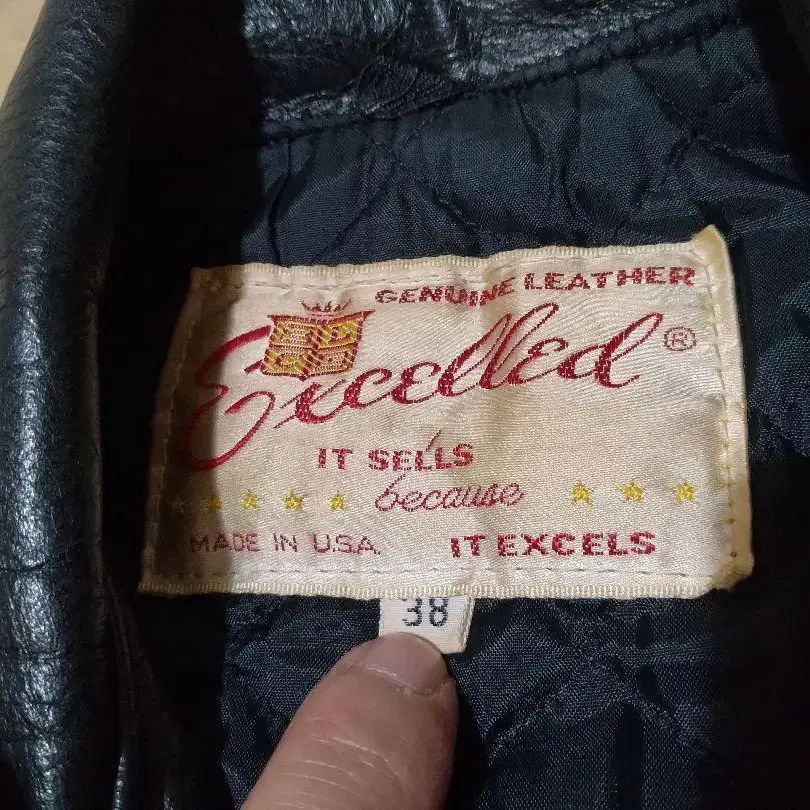 GENUINE LEATHER
Excelled ®
IT SELLS
because
MADE IN U.S.A. IT EXCELS
38